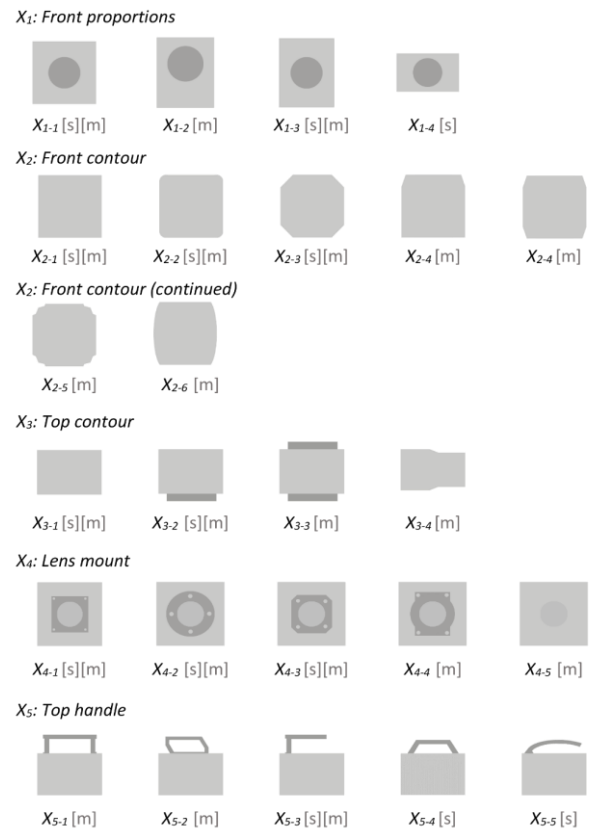 X1: Front proportions
X1-1 [s][m] X1-2 [m] X1-3 [s][m] X1-4 [s]
X2: Front contour
X2-1 [s][m] X2-2 [s][m] X2-3 [s][m] X2-4 [m] X2-4 [m]
X2: Front contour (continued)
X2-5 [m] X2-6 [m]
X3: Top contour
X3-1 [s][m] X3-2 [s][m] X3-3 [m] X3-4 [m]
X4: Lens mount
X4-1 [s][m] X4-2 [s][m] X4-3 [s][m] X4-4 [m] X4-5 [m]
X5: Top handle
X5-1 [m] X5-2 [m] X5-3 [s][m] X5-4 [s] X5-5 [s]